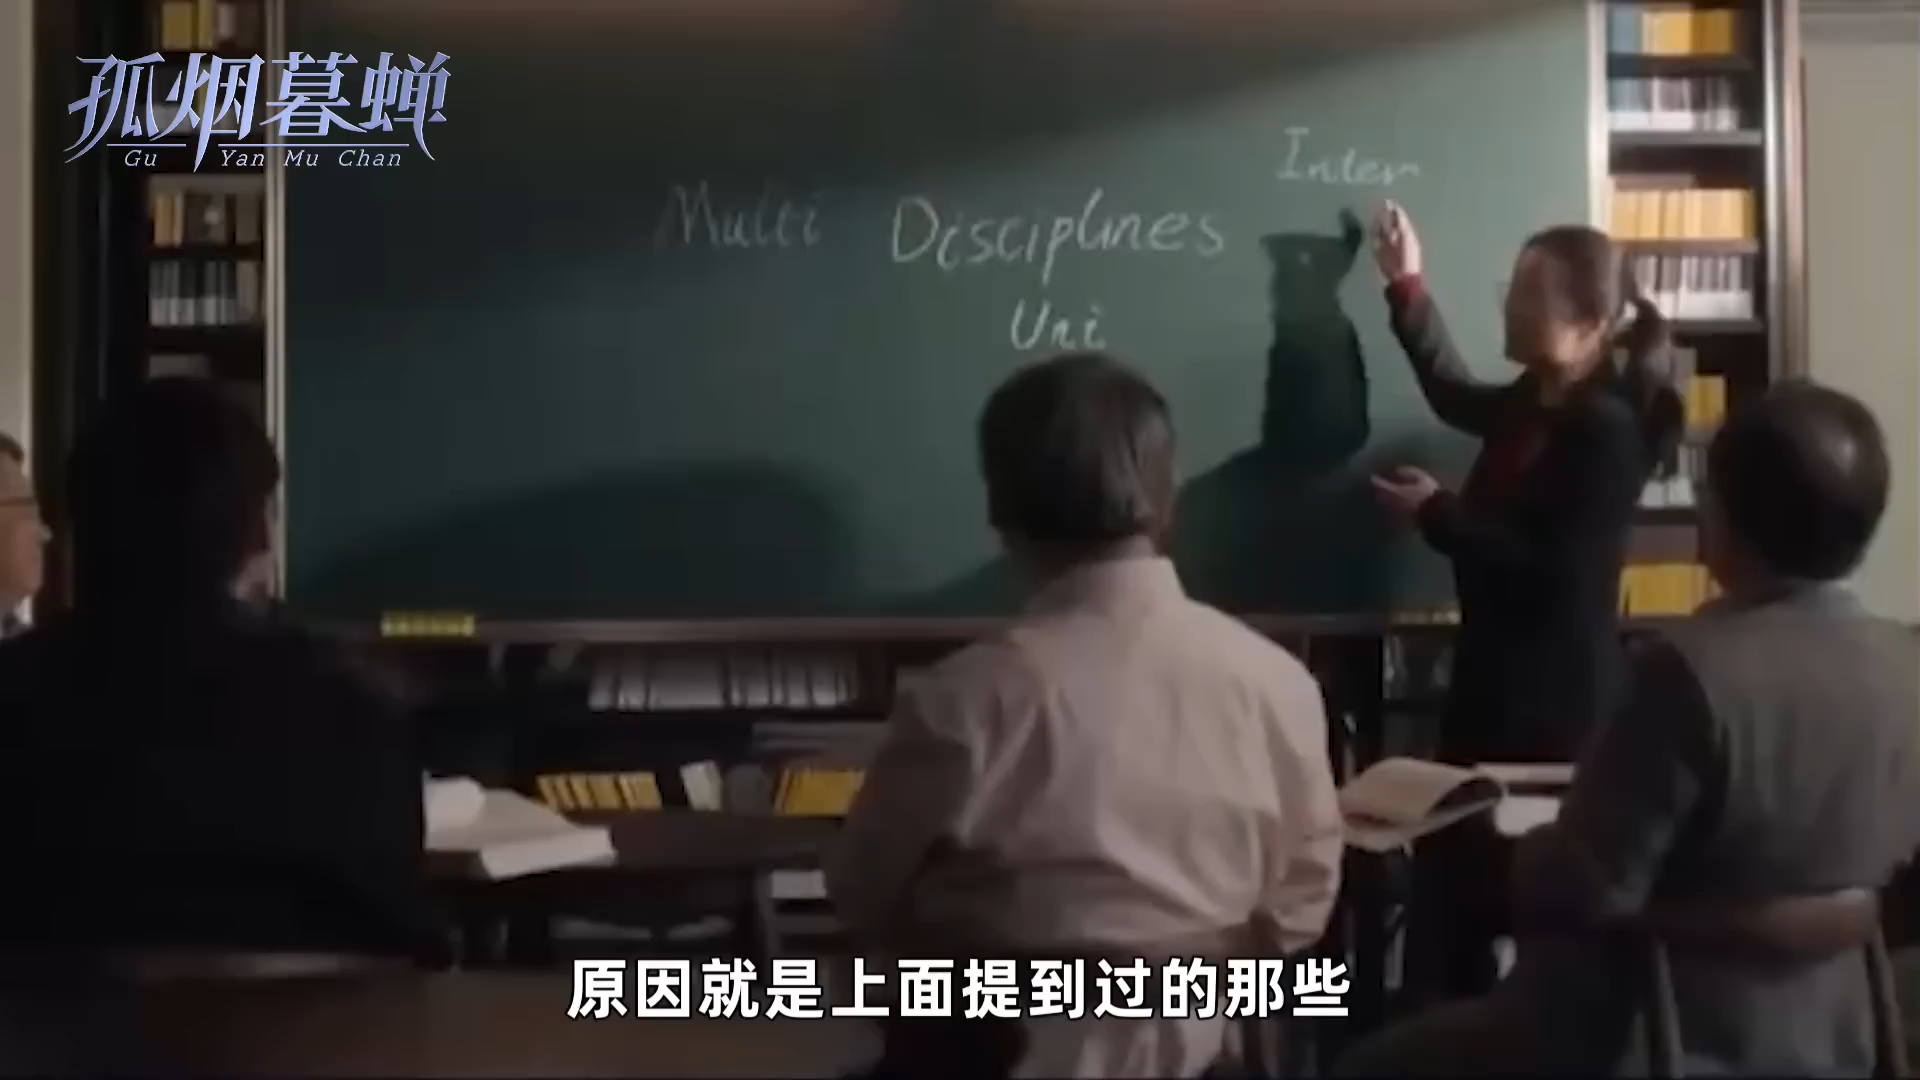 孤烟暮蝉
Gu Yan Mu Chan
Inder
Multi Disciplines
Uni
原因就是上面提到过的那些